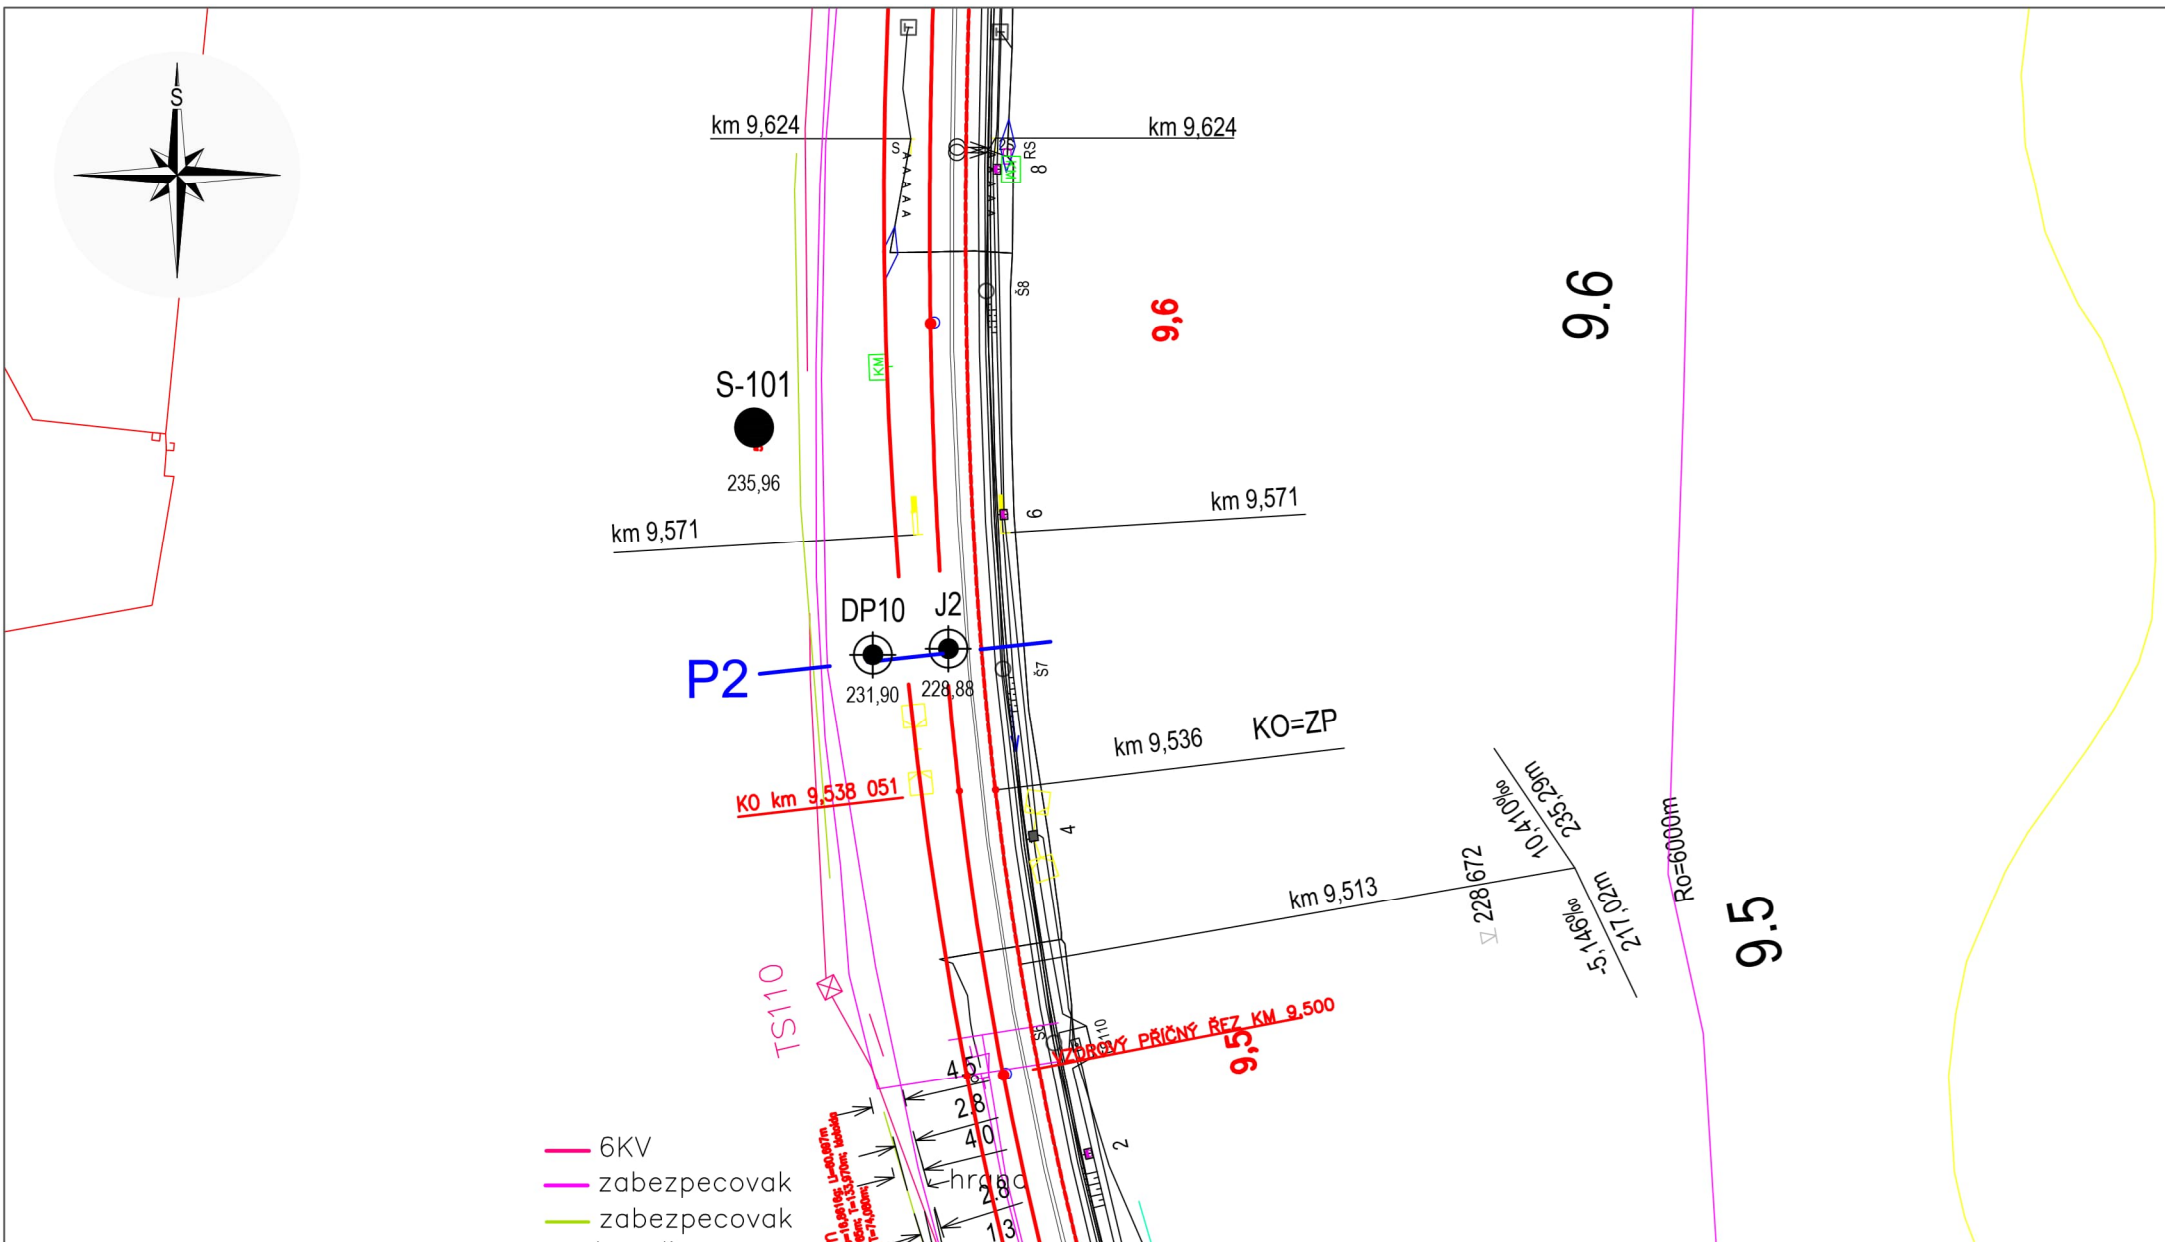 S
T
T
km 9,624
km 9,624
S
A
A
A
A
A
A
A
A
RS
8
Š8
9,6
9.6
KM
S-101
235,96
km 9,571
km 9,571
6
DP10
J2
P2
231,90
228,88
Š7
KO=ZP
km 9,536
KO km 9,538 051
4
10,410‰
235,29m
km 9,513
228,672
-5,146‰
217,02m
Ro=6000m
9.5
TS110
Š6
VZOROVÝ PŘÍČNÝ ŘEZ KM 9,500
9,5
4.5
2.8
4.0
2
hrana
2.8
1.3
6KV
zabezpecovak
zabezpecovak